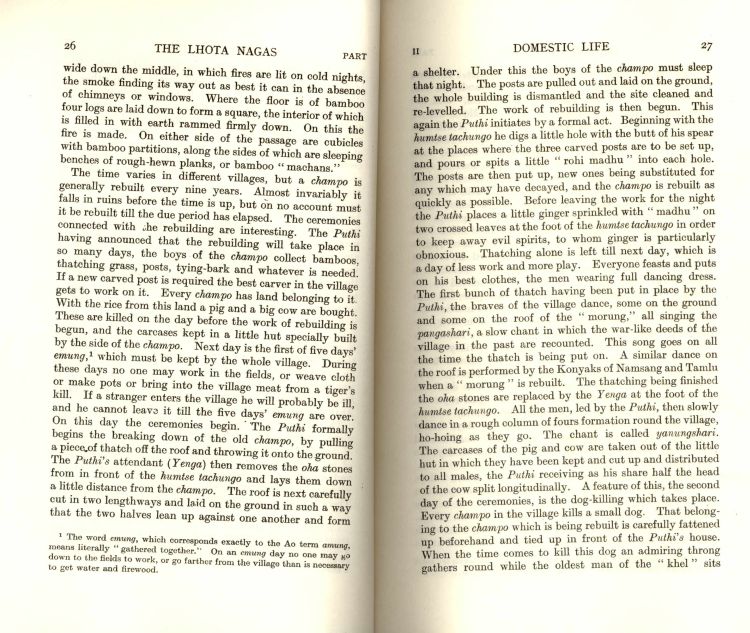 26 THE LHOTA NAGAS PART
wide down the middle, in which fires are lit on cold nights,
the smoke finding its way out as best it can in the absence
of chimneys or windows. Where the floor is of bamboo
four logs are laid down to form a square, the interior of which
is filled in with earth rammed firmly down. On this the
fire is made. On either side of the passage are cubicles
with bamboo partitions, along the sides of which are sleeping
benches of rough-hewn planks, or bamboo “ machans.”
The time varies in different villages, but a champo is
generally rebuilt every nine years. Almost invariably it
falls in ruins before the time is up, but on no account must
it be rebuilt till the due period has elapsed. The ceremonies
connected with the rebuilding are interesting. The Puthi
having announced that the rebuilding will take place in
so many days, the boys of the champo collect bamboos,
thatching grass, posts, tying-bark and whatever is needed.
If a new carved post is required the best carver in the village
gets to work on it. Every champo has land belonging to it.
With the rice from this land a pig and a big cow are bought.
These are killed on the day before the work of rebuilding is
begun, and the carcases kept in a little hut specially built
by the side of the champo. Next day is the first of five days’
emung,¹ which must be kept by the whole village. During
these days no one may work in the fields, or weave cloth
or make pots or bring into the village meat from a tiger’s
kill. If a stranger enters the village he will probably be ill,
and he cannot leave it till the five days’ emung are over.
On this day the ceremonies begin. The Puthi formally
begins the breaking down of the old champo, by pulling
a piece of thatch off the roof and throwing it onto the ground.
The Puthi’s attendant (Yenga) then removes the oha stones
from in front of the humtse tachungo and lays them down
a little distance from the champo. The roof is next carefully
cut in two lengthways and laid on the ground in such a way
that the two halves lean up against one another and form
¹ The word emung, which corresponds exactly to the Ao term amung,
means literally “ gathered together.” On an emung day no one may go
down to the fields to work, or go farther from the village than is necessary
to get water and firewood.
II DOMESTIC LIFE 27
a shelter. Under this the boys of the champo must sleep
that night. The posts are pulled out and laid on the ground,
the whole building is dismantled and the site cleaned and
re-levelled. The work of rebuilding is then begun. This
again the Puthi initiates by a formal act. Beginning with the
humtse tachungo he digs a little hole with the butt of his spear
at the places where the three carved posts are to be set up,
and pours or spits a little “ rohi madhu ” into each hole.
The posts are then put up, new ones being substituted for
any which may have decayed, and the champo is rebuilt as
quickly as possible. Before leaving the work for the night
the Puthi places a little ginger sprinkled with “ madhu ” on
two crossed leaves at the foot of the humtse tachungo in order
to keep away evil spirits, to whom ginger is particularly
obnoxious. Thatching alone is left till next day, which is
a day of less work and more play. Everyone feasts and puts
on his best clothes, the men wearing full dancing dress.
The first bunch of thatch having been put in place by the
Puthi, the braves of the village dance, some on the ground
and some on the roof of the “ morung,” all singing the
pangashari, a slow chant in which the war-like deeds of the
village in the past are recounted. This song goes on all
the time the thatch is being put on. A similar dance on
the roof is performed by the Konyaks of Namsang and Tamlu
when a “ morung ” is rebuilt. The thatching being finished
the oha stones are replaced by the Yenga at the foot of the
humtse tachungo. All the men, led by the Puthi, then slowly
dance in a rough column of fours formation round the village,
ho-hoing as they go. The chant is called yanungshari.
The carcases of the pig and cow are taken out of the little
hut in which they have been kept and cut up and distributed
to all males, the Puthi receiving as his share half the head
of the cow split longitudinally. A feature of this, the second
day of the ceremonies, is the dog-killing which takes place.
Every champo in the village kills a small dog. That belong-
ing to the champo which is being rebuilt is carefully fattened
up beforehand and tied up in front of the Puthi’s house.
When the time comes to kill this dog an admiring throng
gathers round while the oldest man of the “ khel ” sits